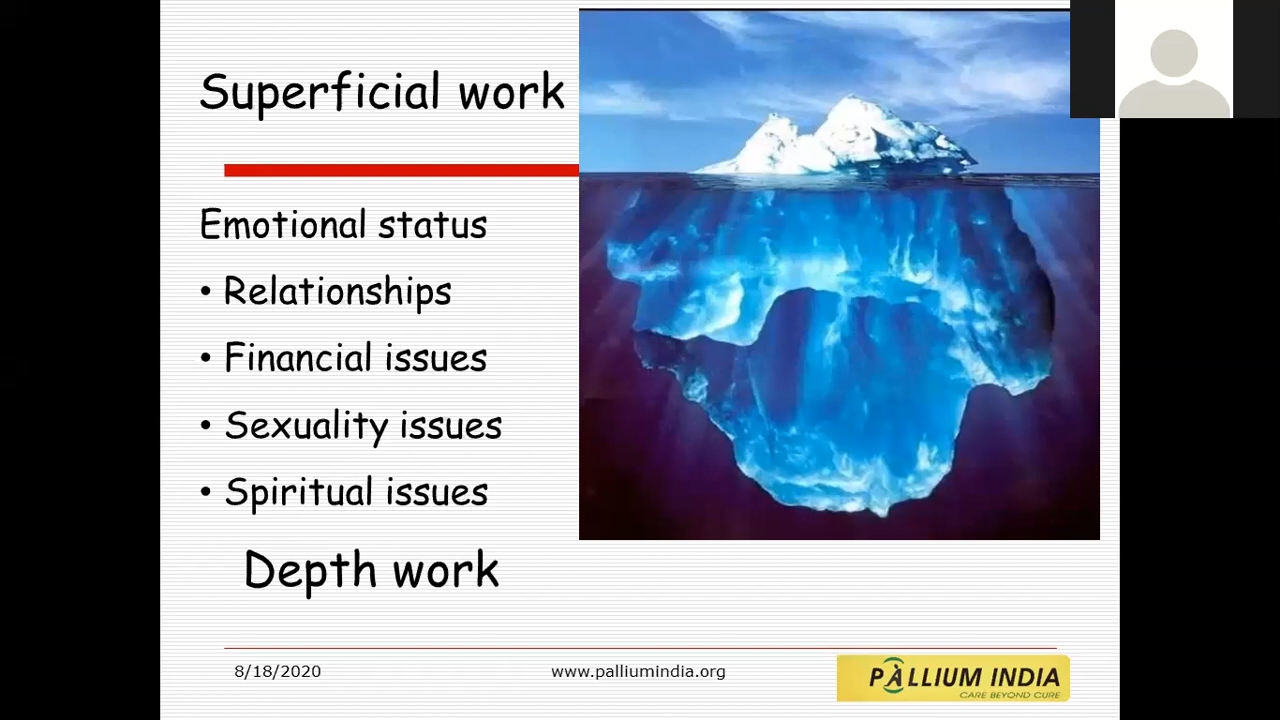 Superficial work
Emotional status
• Relationships
• Financial issues
• Sexuality issues
• Spiritual issues
Depth work
8/18/2020
www.palliumindia.org
PALLIUM INDIA
CARE BEYOND CURE